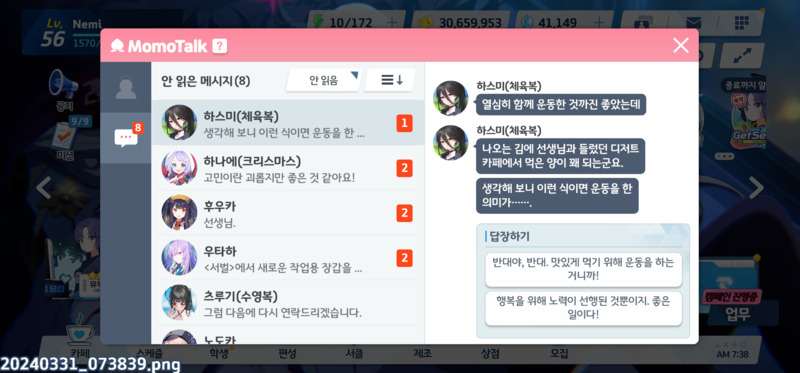 Lv. 56
Nemi
1570/
10/172
30,659,953
41,149
MomoTalk ?
안 읽은 메시지(8)
안 읽음
8
하스미(체육복)
생각해 보니 이런 식이면 운동을 한 ...
1
하나에(크리스마스)
고민이란 괴롭지만 좋은 것 같아요!
2
후우카
선생님.
2
우타하
<서벌>에서 새로운 작업용 장갑을 ...
2
츠루기(수영복)
그럼 다음에 다시 연락드리겠습니다.
노도카
하스미(체육복)
열심히 함께 운동한 것까진 좋았는데
하스미(체육복)
나오는 김에 선생님과 들렀던 디저트
카페에서 먹은 양이 꽤 되는군요.
생각해 보니 이런 식이면 운동을 한
의미가…….
답장하기
반대야, 반대. 맛있게 먹기 위해 운동을 하는
거니까!
행복을 위해 노력이 선행된 것뿐이지. 좋은
일이다!
공지
9/9
미션
종료까지 일
GetSe
캠페인 진행중
업무
카페
스케줄
학생
편성
서클
제조
상점
모집
AM 7:38
20240331_073839.png